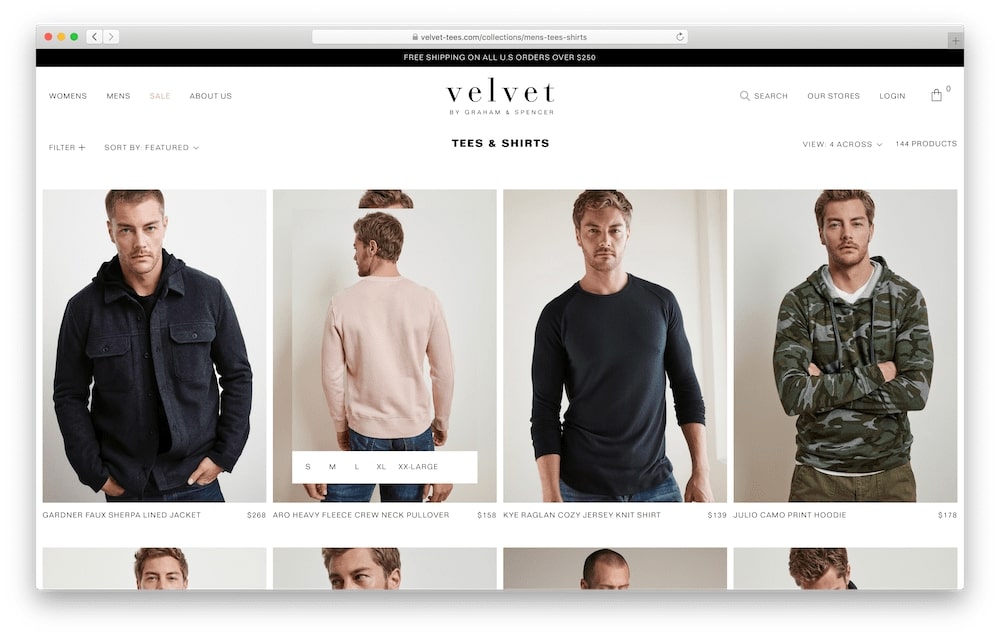 velvet-tees.com/collections/mens-tees-shirts
FREE SHIPPING ON ALL U.S ORDERS OVER $250
WOMENS MENS SALE ABOUT US
velvet
BY GRAHAM & SPENCER
SEARCH OUR STORES LOGIN 0
FILTER + SORT BY: FEATURED
TEES & SHIRTS
VIEW: 4 ACROSS 144 PRODUCTS
S M L XL XX-LARGE
GARDNER FAUX SHERPA LINED JACKET $268
ARO HEAVY FLEECE CREW NECK PULLOVER $158
KYE RAGLAN COZY JERSEY KNIT SHIRT $139
JULIO CAMO PRINT HOODIE $178